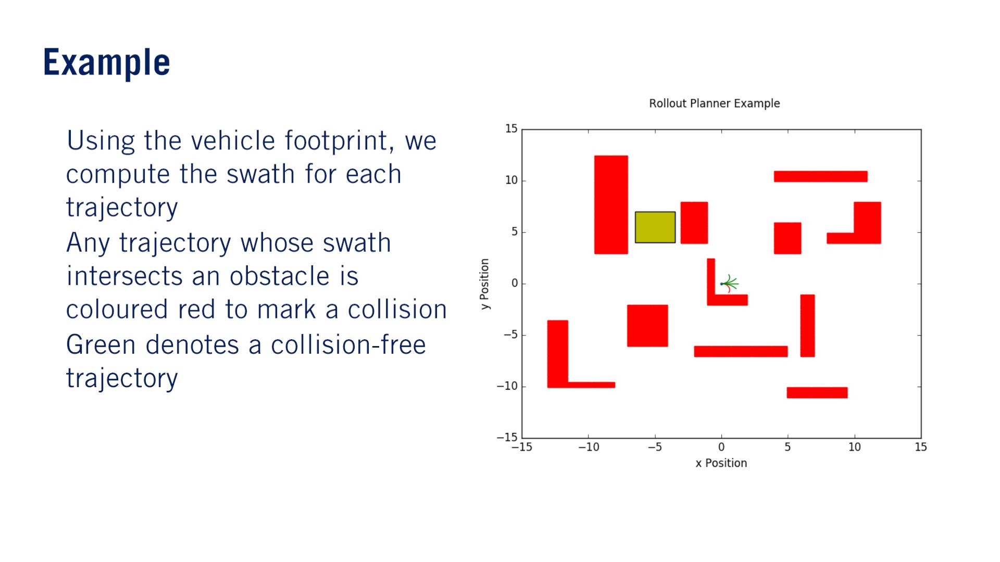 Example
Using the vehicle footprint, we
compute the swath for each
trajectory
Any trajectory whose swath
intersects an obstacle is
coloured red to mark a collision
Green denotes a collision-free
trajectory
Rollout Planner Example
15
10
5
0
−5
−10
−15
y Position
−15 −10 −5 0 5 10 15
x Position